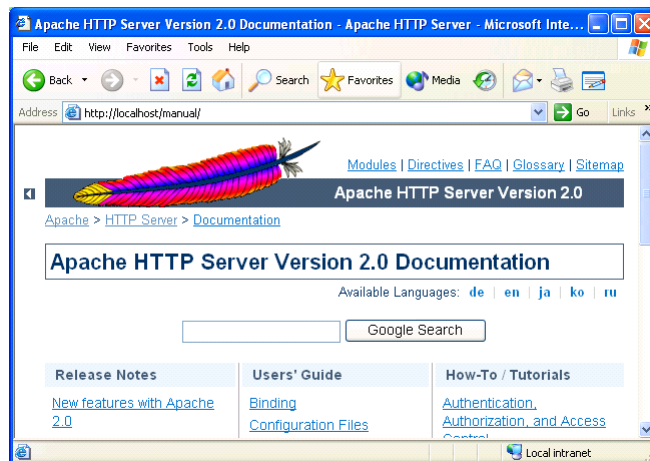 Apache HTTP Server Version 2.0 Documentation - Apache HTTP Server - Microsoft Inte...
File Edit View Favorites Tools Help
Back Search Favorites Media
Address http://localhost/manual/ Go Links »
Modules | Directives | FAQ | Glossary | Sitemap
Apache HTTP Server Version 2.0
Apache > HTTP Server > Documentation
Apache HTTP Server Version 2.0 Documentation
Available Languages: de | en | ja | ko | ru
Google Search
Release Notes Users' Guide How-To / Tutorials
New features with Apache Binding Authentication,
2.0 Configuration Files Authorization, and Access
Control
Local intranet